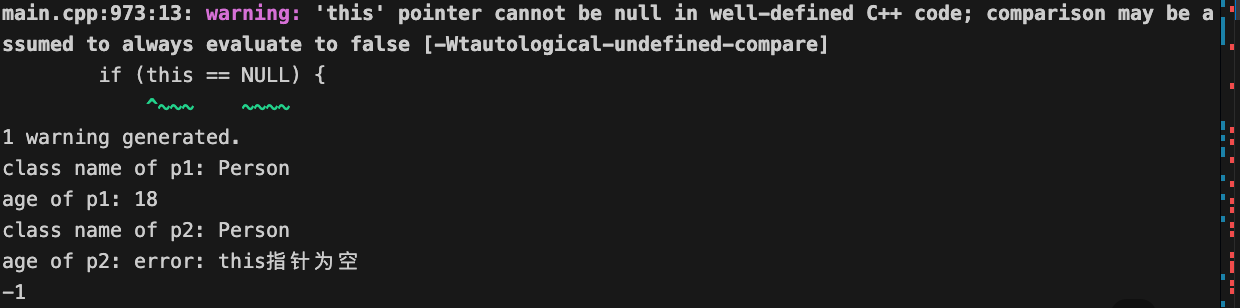 main.cpp:973:13: warning: 'this' pointer cannot be null in well-defined C++ code; comparison may be a
ssumed to always evaluate to false [-Wtautological-undefined-compare]
        if (this == NULL) {
            ^~~~    ~~~~
1 warning generated.
class name of p1: Person
age of p1: 18
class name of p2: Person
age of p2: error: this指针为空
-1